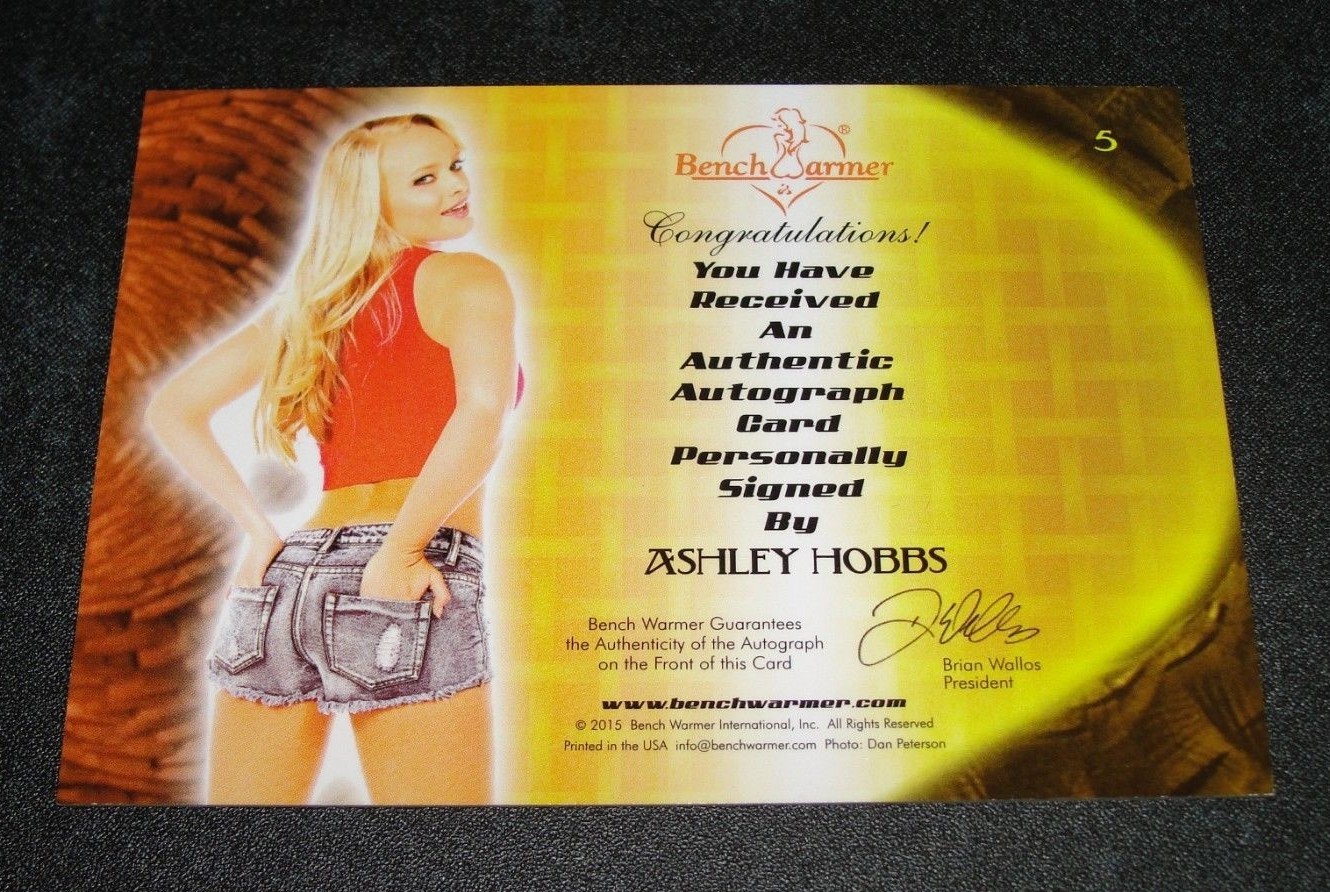 5
Bench Warmer ®
is
Congratulations!
You Have
Received
An
Authentic
Autograph
Card
Personally
Signed
By
ASHLEY HOBBS
Bench Warmer Guarantees
the Authenticity of the Autograph
on the Front of this Card
Brian Wallos
President
www.benchwarmer.com
© 2015 Bench Warmer International, Inc. All Rights Reserved
Printed in the USA info@benchwarmer.com Photo: Dan Peterson